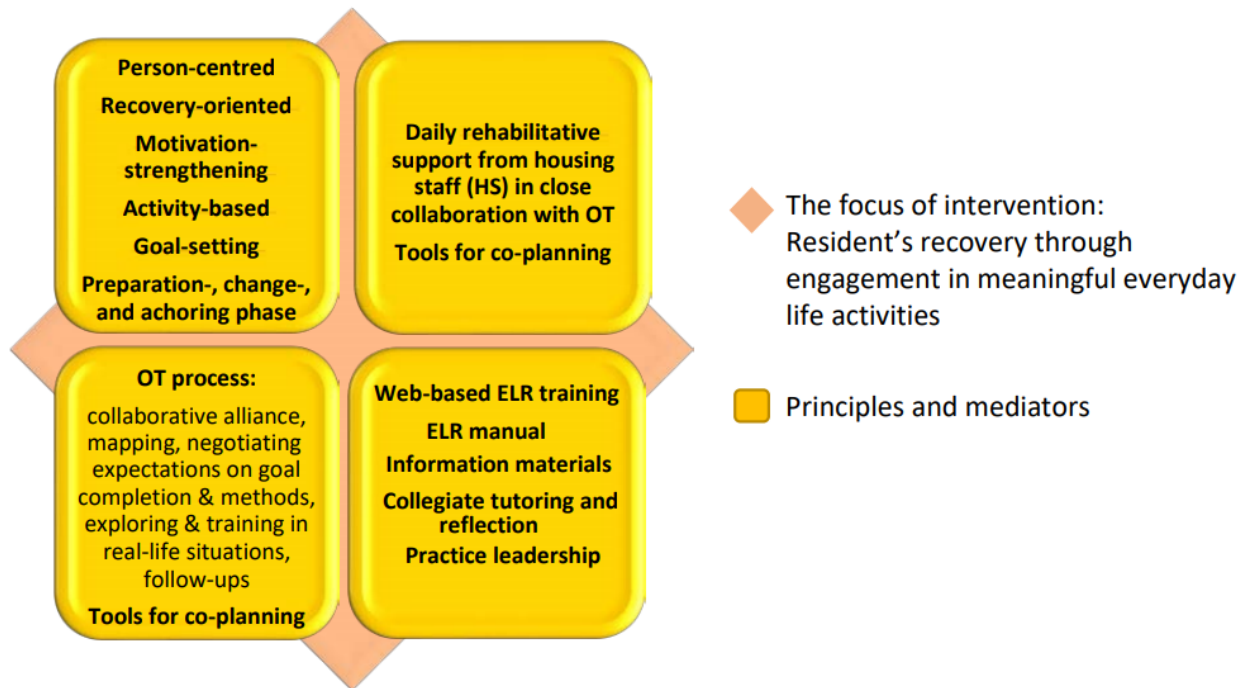 Person-centred
Recovery-oriented
Motivation-
strengthening
Activity-based
Goal-setting
Preparation-, change-,
and achoring phase
Daily rehabilitative
support from housing
staff (HS) in close
collaboration with OT
Tools for co-planning
OT process:
collaborative alliance,
mapping, negotiating
expectations on goal
completion & methods,
exploring & training in
real-life situations,
follow-ups
Tools for co-planning
Web-based ELR training
ELR manual
Information materials
Collegiate tutoring and
reflection
Practice leadership
The focus of intervention:
Resident's recovery through
engagement in meaningful everyday
life activities
Principles and mediators